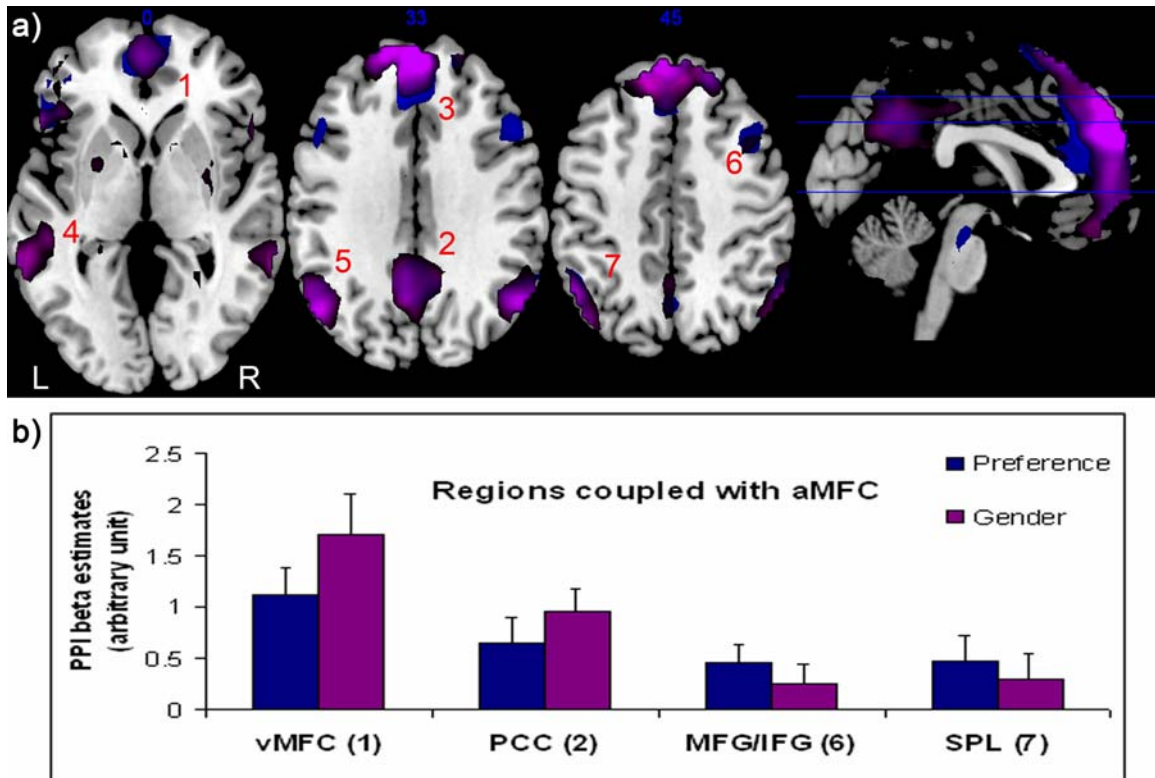 a)
0
33
45
1
3
6
4
5
2
7
L
R
b)
PPI beta estimates
(arbitrary unit)
2.5
2
1.5
1
0.5
0
Regions coupled with aMFC
Preference
Gender
vMFC (1)
PCC (2)
MFG/IFG (6)
SPL (7)